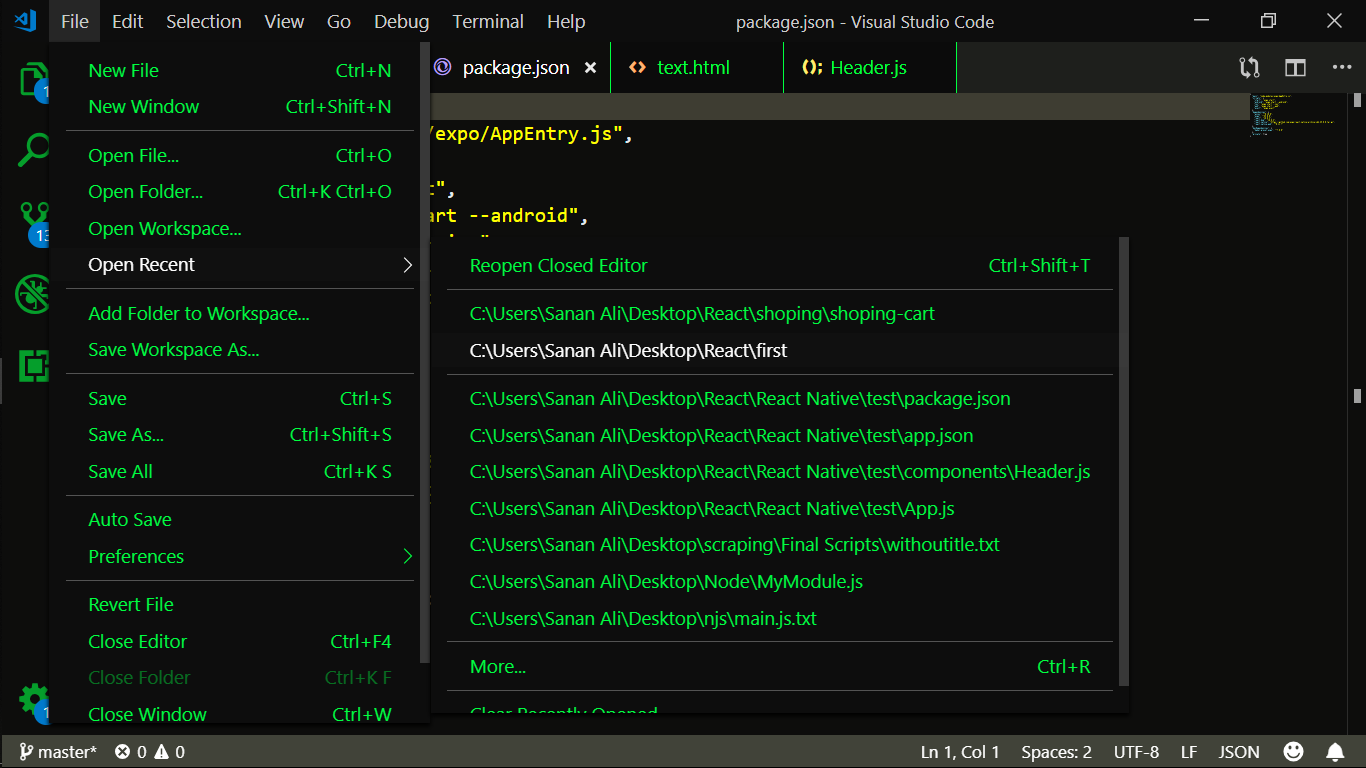 File Edit Selection View Go Debug Terminal Help package.json - Visual Studio Code
package.json text.html (); Header.js
New File Ctrl+N
New Window Ctrl+Shift+N
Open File... Ctrl+O
Open Folder... Ctrl+K Ctrl+O
Open Workspace...
Open Recent
Add Folder to Workspace...
Save Workspace As...
Save Ctrl+S
Save As... Ctrl+Shift+S
Save All Ctrl+K S
Auto Save
Preferences
Revert File
Close Editor Ctrl+F4
Close Folder Ctrl+K F
Close Window Ctrl+W
/expo/AppEntry.js",
",
art --android",
Reopen Closed Editor Ctrl+Shift+T
C:\Users\Sanan Ali\Desktop\React\shoping\shoping-cart
C:\Users\Sanan Ali\Desktop\React\first
C:\Users\Sanan Ali\Desktop\React\React Native\test\package.json
C:\Users\Sanan Ali\Desktop\React\React Native\test\app.json
C:\Users\Sanan Ali\Desktop\React\React Native\test\components\Header.js
C:\Users\Sanan Ali\Desktop\React\React Native\test\App.js
C:\Users\Sanan Ali\Desktop\scraping\Final Scripts\withoutitle.txt
C:\Users\Sanan Ali\Desktop\Node\MyModule.js
C:\Users\Sanan Ali\Desktop\njs\main.js.txt
More... Ctrl+R
Clear Recently Opened
master* 0 0 Ln 1, Col 1 Spaces: 2 UTF-8 LF JSON